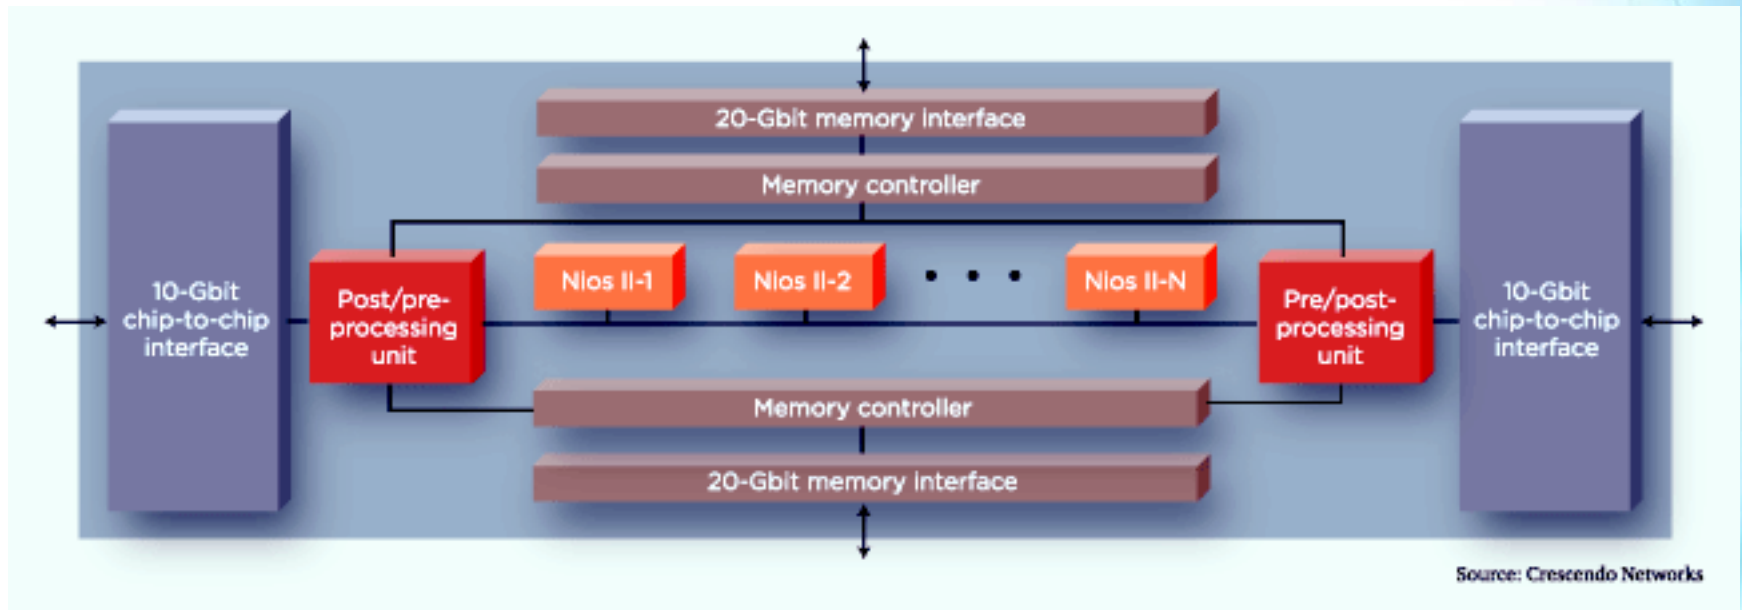 20-Gbit memory interface
Memory controller
10-Gbit
chip-to-chip
interface
Post/pre-
processing
unit
Nios II-1
Nios II-2
• • •
Nios II-N
Pre/post-
processing
unit
10-Gbit
chip-to-chip
interface
Memory controller
20-Gbit memory interface
Source: Crescendo Networks